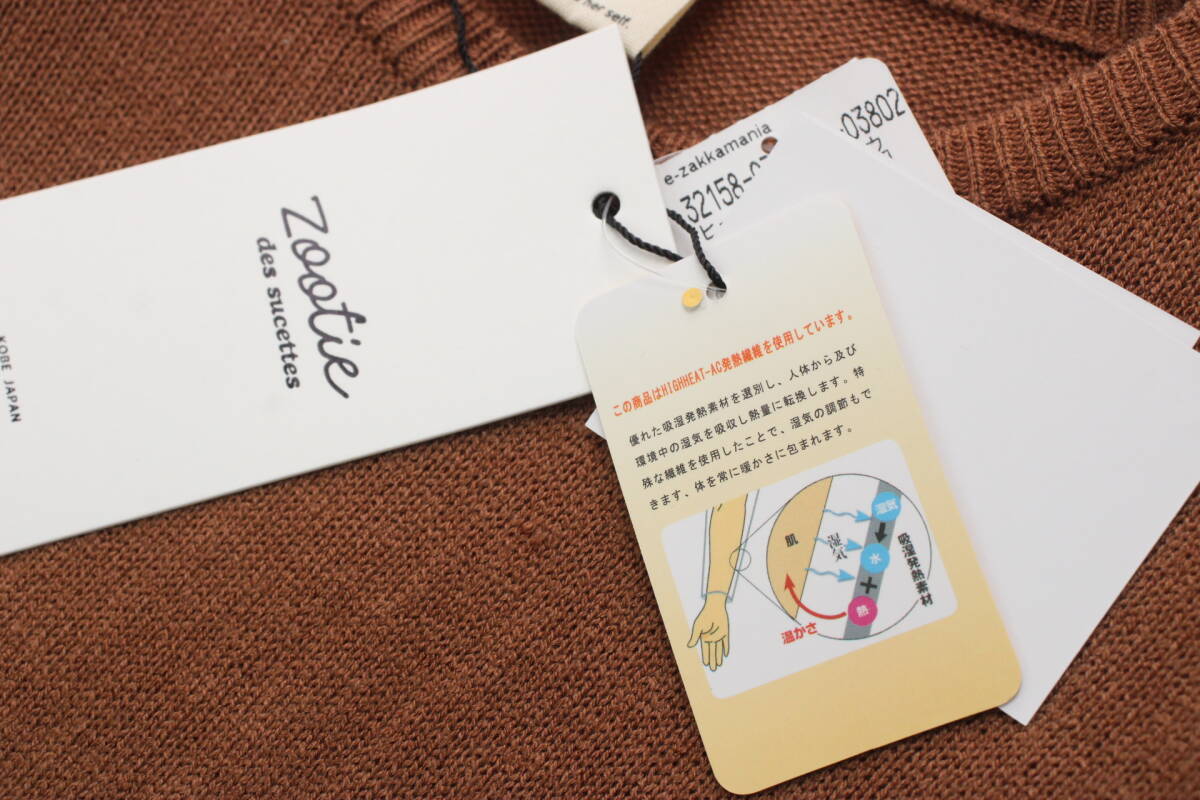 her self.
Zootie
des sucettes
KOBE JAPAN
e-zakkamania
32158-0
-03802
この商品はHIGHHEAT-AC発熱繊維を使用しています。
優れた吸湿発熱素材を選別し、人体から及び
環境中の湿気を吸収し熱量に転換します。特
殊な繊維を使用したことで、湿気の調節もで
きます、体を常に暖かさに包まれます。
肌
湿気
湿気
水
+
熱
温かさ
吸湿発熱素材